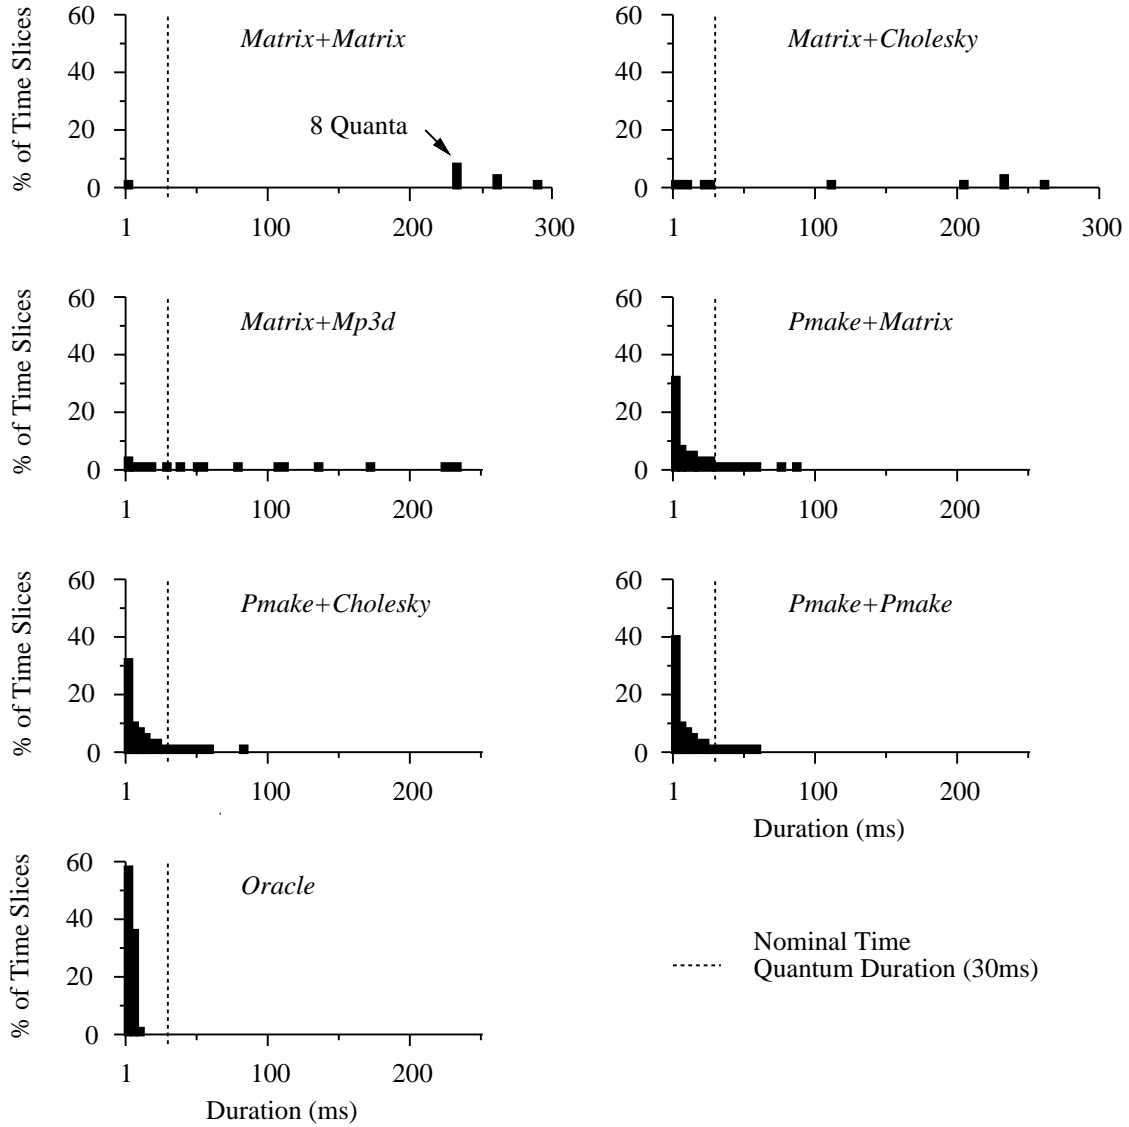 % of Time Slices
60
40
20
0
Matrix+Matrix
8 Quanta
1 100 200 300
60
40
20
0
Matrix+Cholesky
1 100 200 300
% of Time Slices
60
40
20
0
Matrix+Mp3d
1 100 200
60
40
20
0
Pmake+Matrix
1 100 200
% of Time Slices
60
40
20
0
Pmake+Cholesky
1 100 200
60
40
20
0
Pmake+Pmake
1 100 200
Duration (ms)
% of Time Slices
60
40
20
0
Oracle
1 100 200
Duration (ms)
Nominal Time
Quantum Duration (30ms)